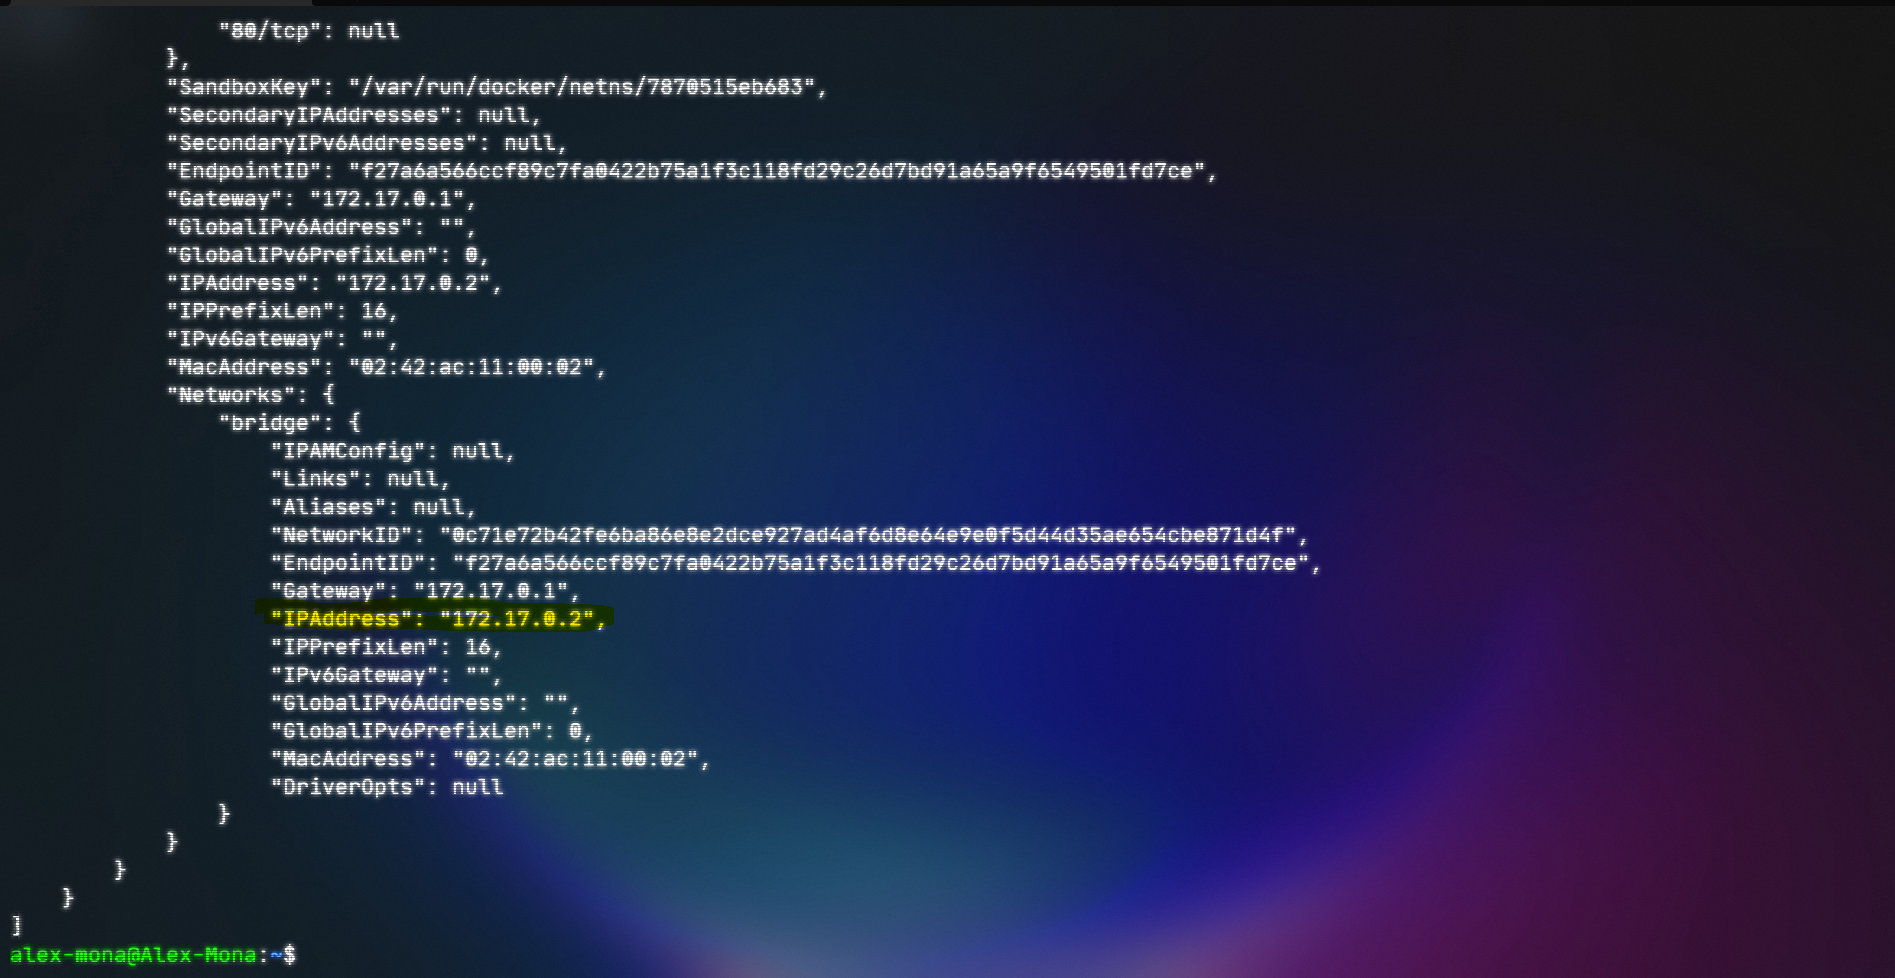 "80/tcp": null
},
"SandboxKey": "/var/run/docker/netns/7870515eb683",
"SecondaryIPAddresses": null,
"SecondaryIPv6Addresses": null,
"EndpointID": "f27a6a566ccf89c7fa0422b75a1f3c118fd29c26d7bd91a65a9f6549501fd7ce",
"Gateway": "172.17.0.1",
"GlobalIPv6Address": "",
"GlobalIPv6PrefixLen": 0,
"IPAddress": "172.17.0.2",
"IPPrefixLen": 16,
"IPv6Gateway": "",
"MacAddress": "02:42:ac:11:00:02",
"Networks": {
"bridge": {
"IPAMConfig": null,
"Links": null,
"Aliases": null,
"NetworkID": "0c71e72b42fe6ba86e8e2dce927ad4af6d8e64e9e0f5d44d35ae654cbe871d4f",
"EndpointID": "f27a6a566ccf89c7fa0422b75a1f3c118fd29c26d7bd91a65a9f6549501fd7ce",
"Gateway": "172.17.0.1",
"IPAddress": "172.17.0.2",
"IPPrefixLen": 16,
"IPv6Gateway": "",
"GlobalIPv6Address": "",
"GlobalIPv6PrefixLen": 0,
"MacAddress": "02:42:ac:11:00:02",
"DriverOpts": null
}
}
}
}
]
alex-mona@Alex-Mona:~$